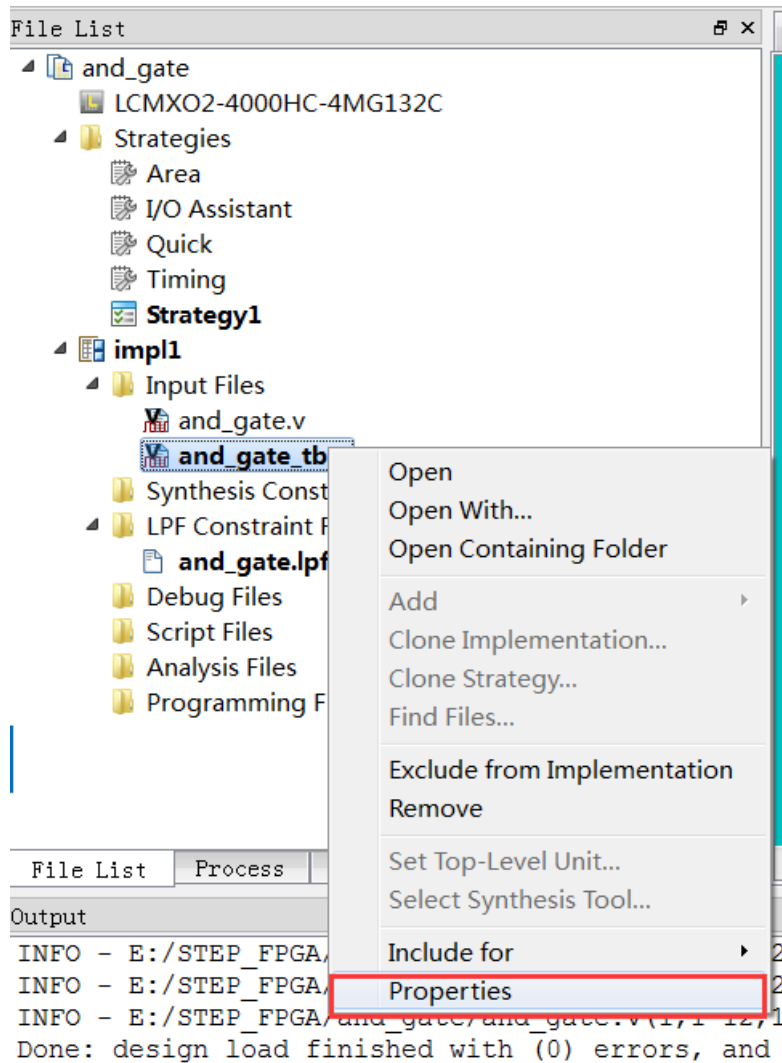 File List
and_gate
LCMXO2-4000HC-4MG132C
Strategies
Area
I/O Assistant
Quick
Timing
Strategy1
impl1
Input Files
and_gate.v
and_gate_tb
Synthesis Const
LPF Constraint F
and_gate.lpf
Debug Files
Script Files
Analysis Files
Programming F
Open
Open With...
Open Containing Folder
Add
Clone Implementation...
Clone Strategy...
Find Files...
Exclude from Implementation
Remove
Set Top-Level Unit...
Select Synthesis Tool...
Include for
Properties
File List Process
Output
INFO - E:/STEP_FPGA/
INFO - E:/STEP_FPGA/
INFO - E:/STEP_FPGA/and_gate/and_gate.v(1,1-12,1
Done: design load finished with (0) errors, and